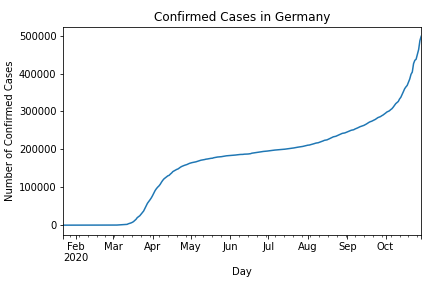 Confirmed Cases in Germany
Number of Confirmed Cases
500000
400000
300000
200000
100000
0
Feb Mar Apr May Jun Jul Aug Sep Oct
2020
Day